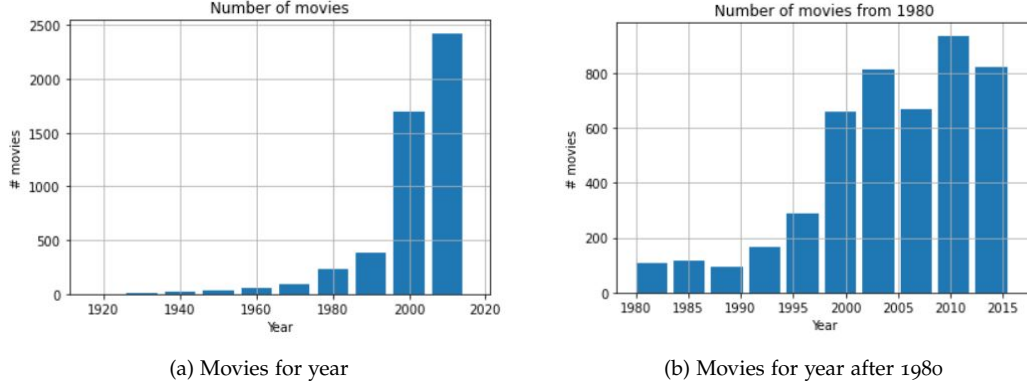 Number of movies
2500
2000
1500
1000
500
0
# movies
1920 1940 1960 1980 2000 2020
Year
(a) Movies for year
Number of movies from 1980
800
600
400
200
0
# movies
1980 1985 1990 1995 2000 2005 2010 2015
Year
(b) Movies for year after 1980